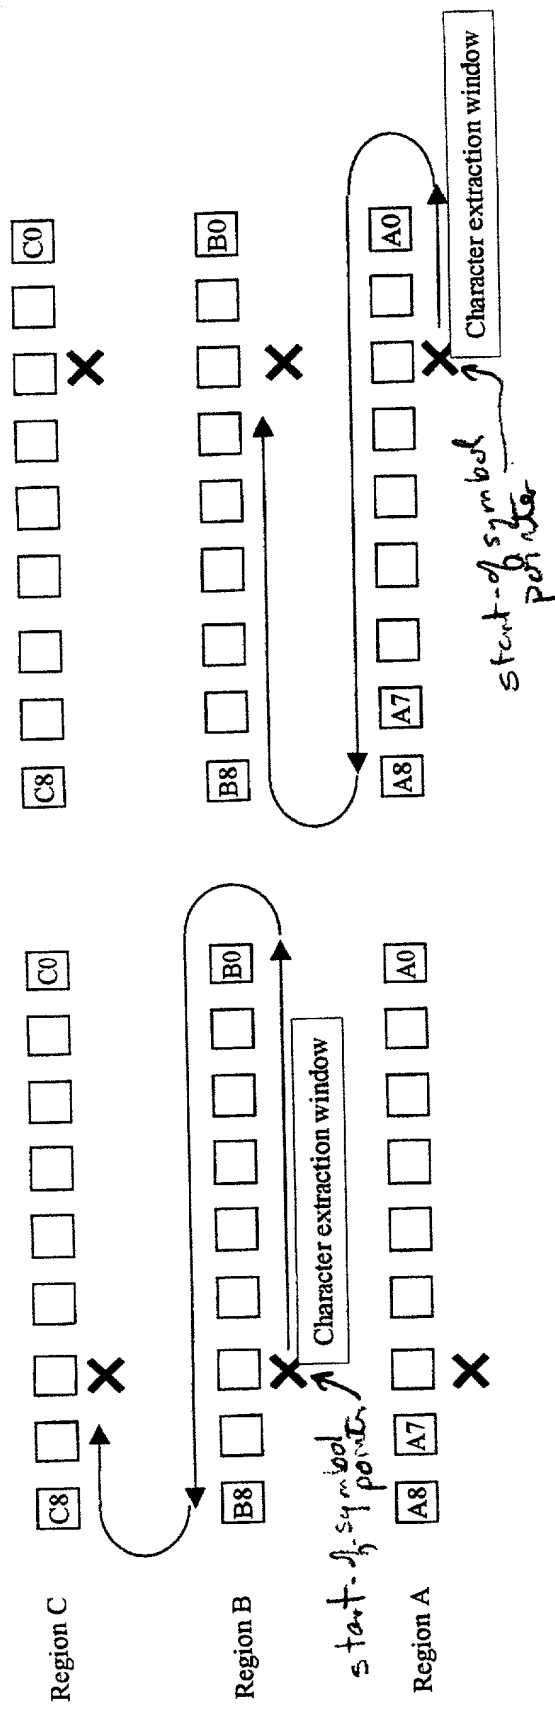 Region C
C8
C0
C8
C0
Region B
B8
B0
B8
B0
Character extraction window
start-of-symbol
pointer
Region A
A8
A7
A0
A8
A7
A0
Character extraction window
start-of symbol
pointer